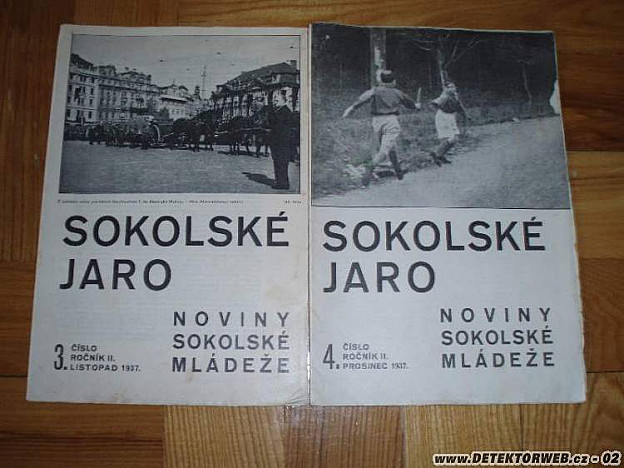 SOKOLSKÉ
JARO
NOVINY
SOKOLSKÉ
MLÁDEŽE
3. ČÍSLO
ROČNÍK II.
LISTOPAD 1937.
SOKOLSKÉ
JARO
NOVINY
SOKOLSKÉ
MLÁDEŽE
4. ČÍSLO
ROČNÍK II.
PROSINEC 1937.
www.DETEKTORWEB.cz - 02